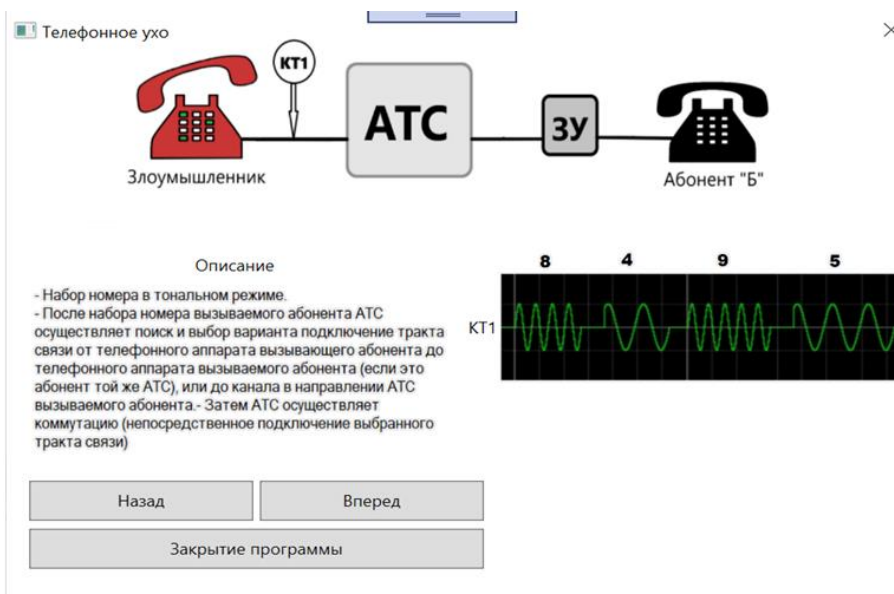 Телефонное ухо
КТ1
АТС
ЗУ
Злоумышленник
Абонент "Б"
Описание
- Набор номера в тональном режиме.
- После набора номера вызываемого абонента АТС
осуществляет поиск и выбор варианта подключение тракта
связи от телефонного аппарата вызывающего абонента до
телефонного аппарата вызываемого абонента (если это
абонент той же АТС), или до канала в направлении АТС
вызываемого абонента.- Затем АТС осуществляет
коммутацию (непосредственное подключение выбранного
тракта связи)
8 4 9 5
КТ1
Назад
Вперед
Закрытие программы